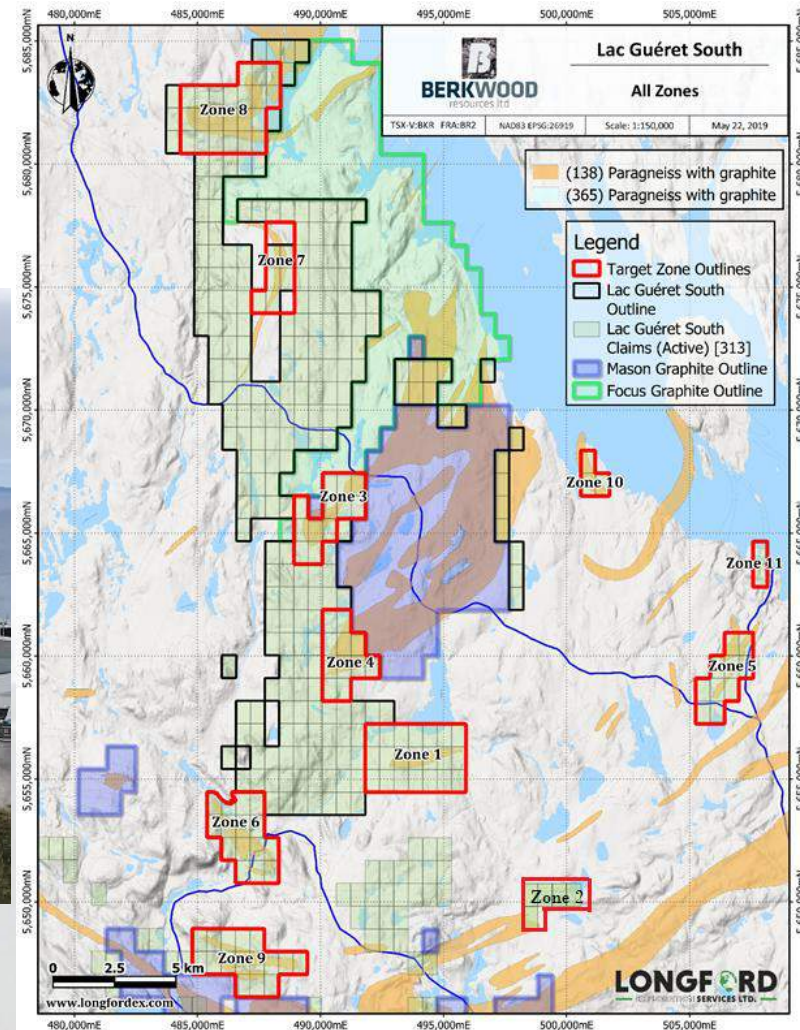 480,000mE 485,000mE 490,000mE 495,000mE 500,000mE 505,000mE
5,685,000mN
N
B
BERKWOOD
resources ltd
Lac Guéret South
All Zones
TSX-V:BKR FRA:BR2
NAD83 EPSG:26919
Scale: 1:150,000
May 22, 2019
(138) Paragneiss with graphite
(365) Paragneiss with graphite
Legend
Target Zone Outlines
Lac Guéret South
Outline
Lac Guéret South
Claims (Active) [313]
Mason Graphite Outline
Focus Graphite Outline
Zone 8
5,680,000mN
Zone 7
5,675,000mN
5,670,000mN
Zone 3
Zone 10
5,665,000mN
Zone 11
Zone 4
Zone 5
5,660,000mN
Zone 1
5,655,000mN
Zone 6
Zone 2
5,650,000mN
Zone 9
0 2.5 5 km
www.longfordex.com
LONGFORD
EXPLORATION SERVICES LTD.
480,000mE 485,000mE 490,000mE 495,000mE 500,000mE 505,000mE